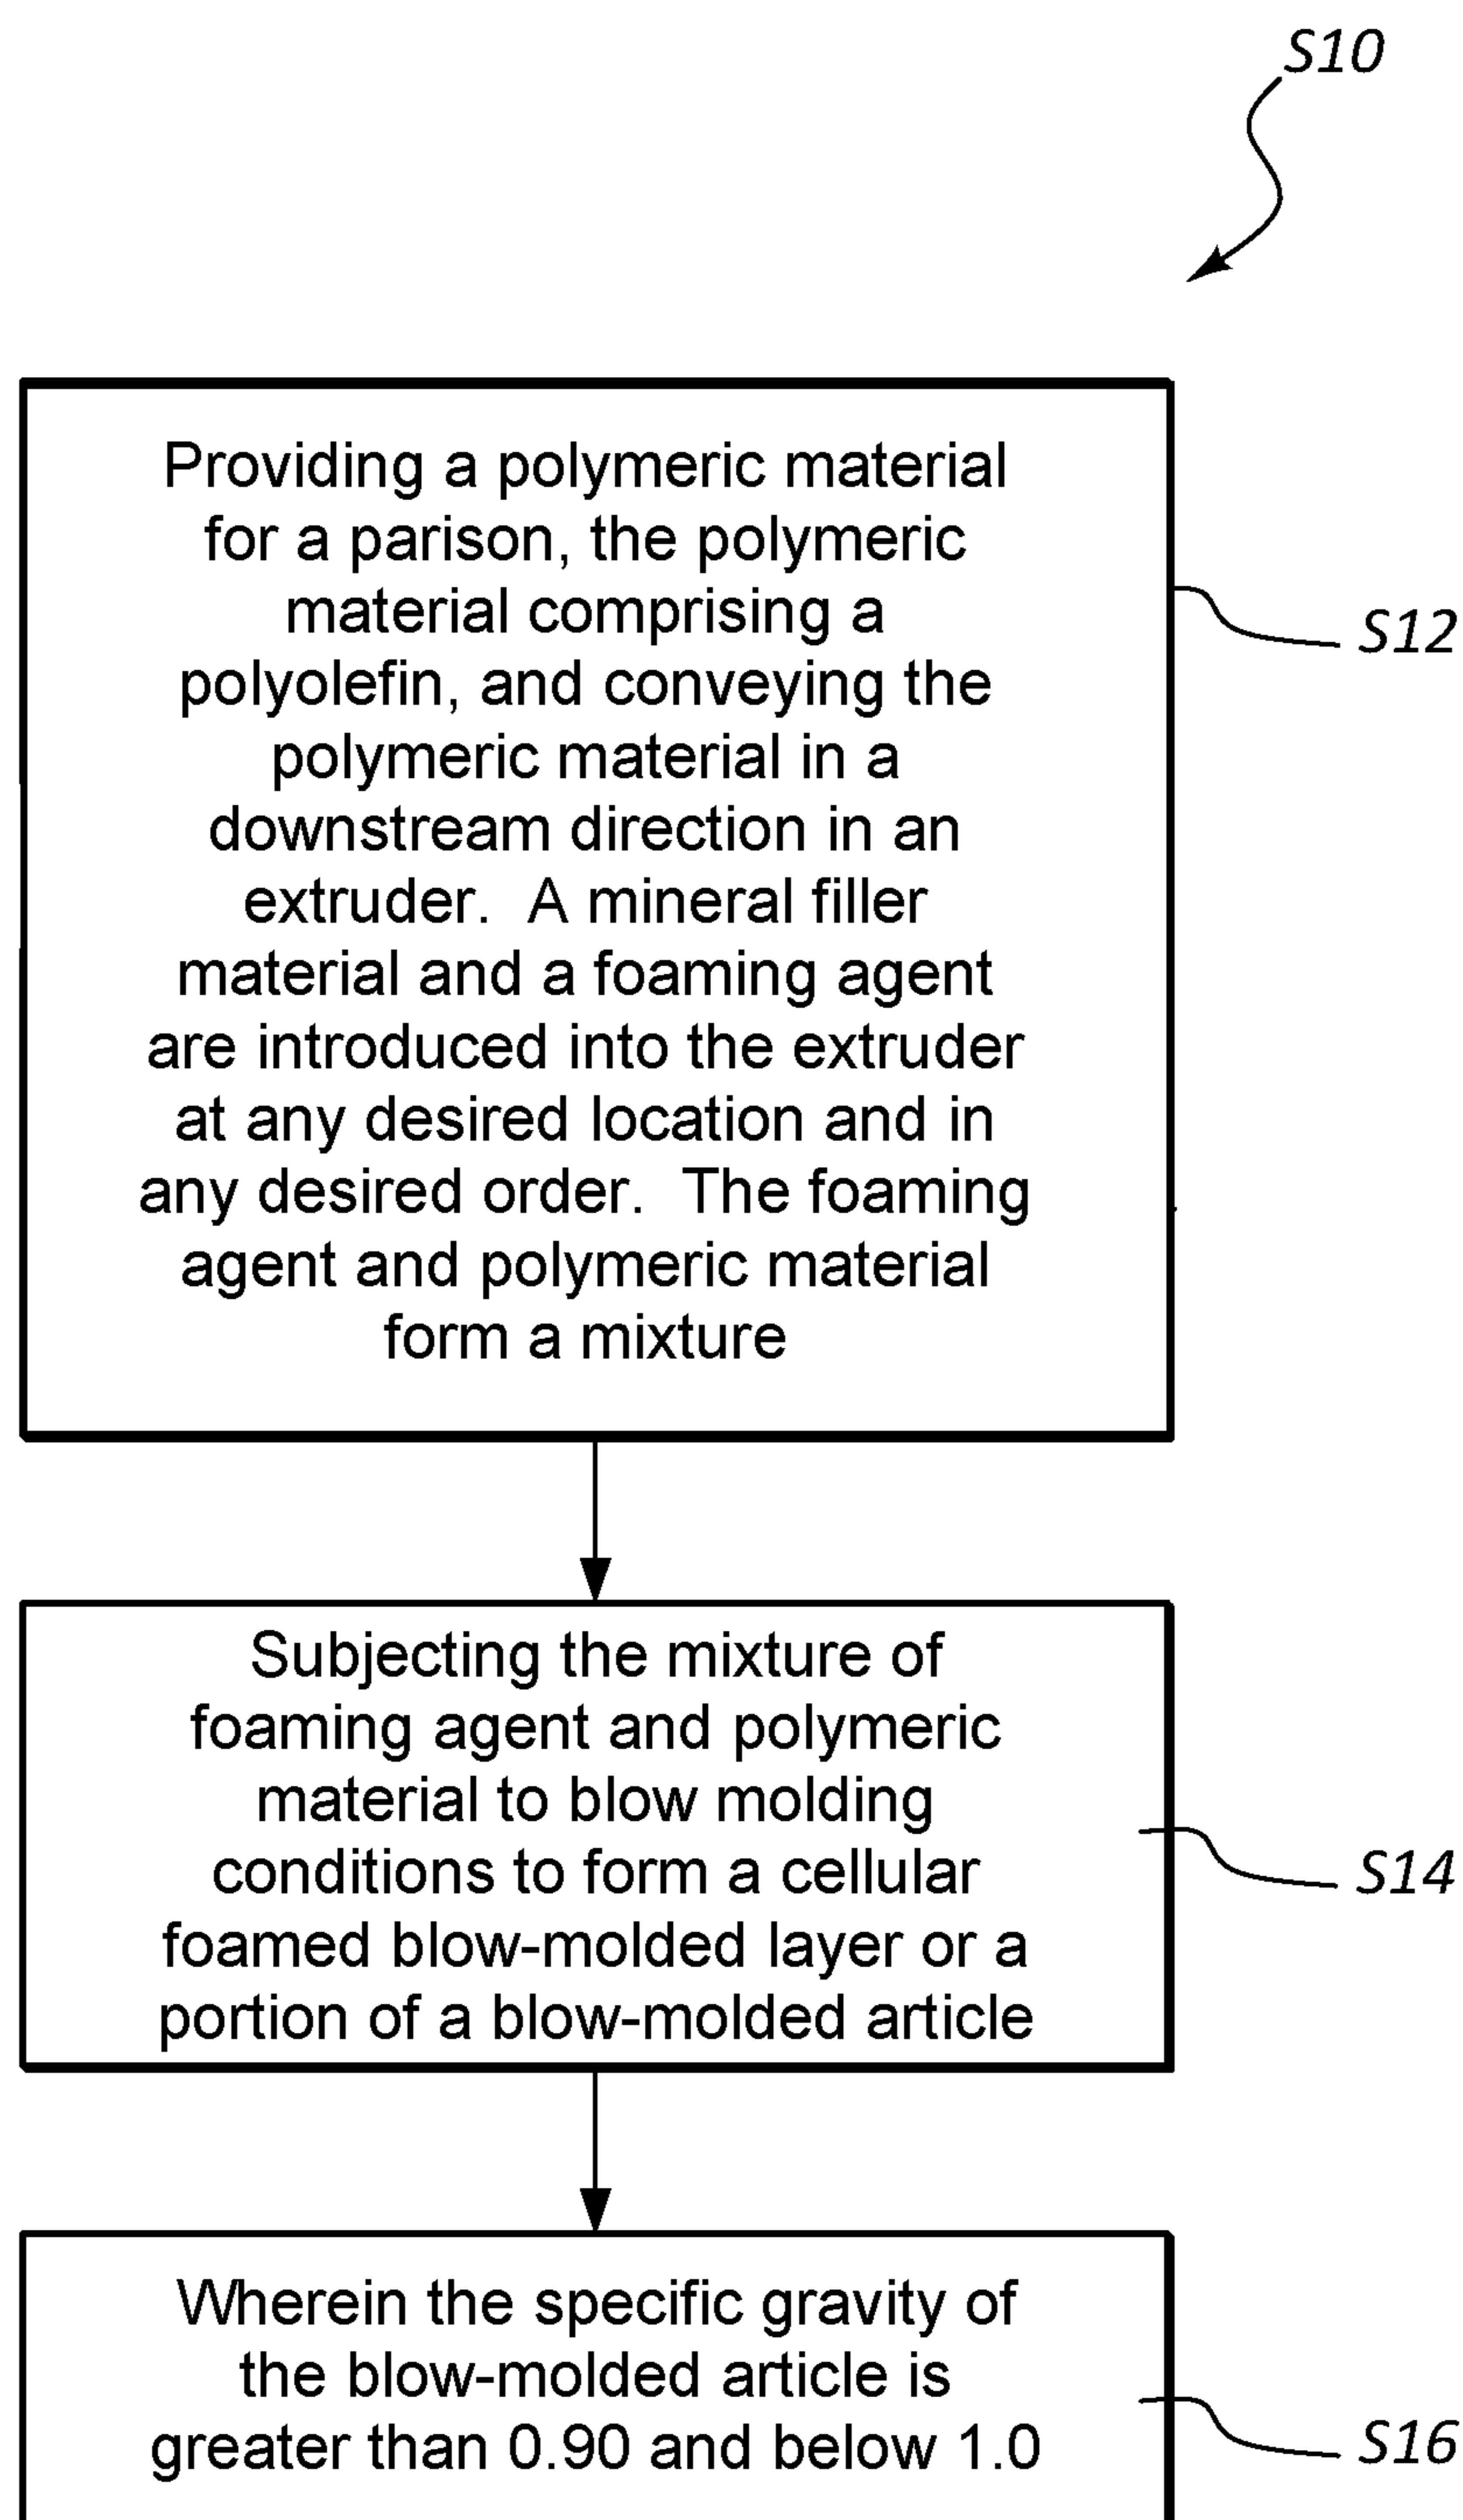 S10
Providing a polymeric material
for a parison, the polymeric
material comprising a
polyolefin, and conveying the
polymeric material in a
downstream direction in an
extruder. A mineral filler
material and a foaming agent
are introduced into the extruder
at any desired location and in
any desired order. The foaming
agent and polymeric material
form a mixture
S12
Subjecting the mixture of
foaming agent and polymeric
material to blow molding
conditions to form a cellular
foamed blow-molded layer or a
portion of a blow-molded article
S14
Wherein the specific gravity of
the blow-molded article is
greater than 0.90 and below 1.0
S16